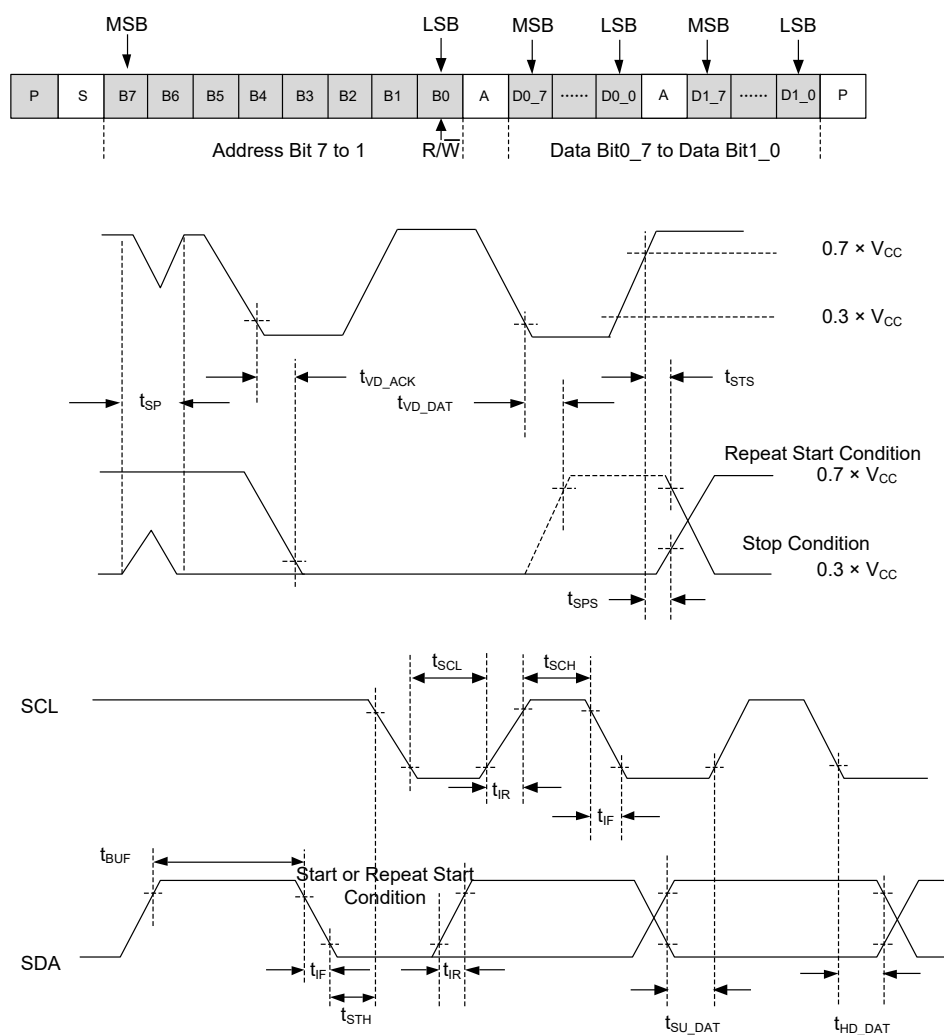 MSB LSB MSB LSB MSB LSB
P S B7 B6 B5 B4 B3 B2 B1 B0 A D0_7 ...... D0_0 A D1_7 ...... D1_0 P
Address Bit 7 to 1 R/W̅ Data Bit0_7 to Data Bit1_0
0.7 × VCC
0.3 × VCC
tVD_ACK tSTS
tSP tVD_DAT
Repeat Start Condition
0.7 × VCC
Stop Condition
0.3 × VCC
tSPS
tSCL tSCH
SCL
tIR
tIF
tBUF
Start or Repeat Start
Condition
SDA
tIF tIR
tSTH tSU_DAT tHD_DAT